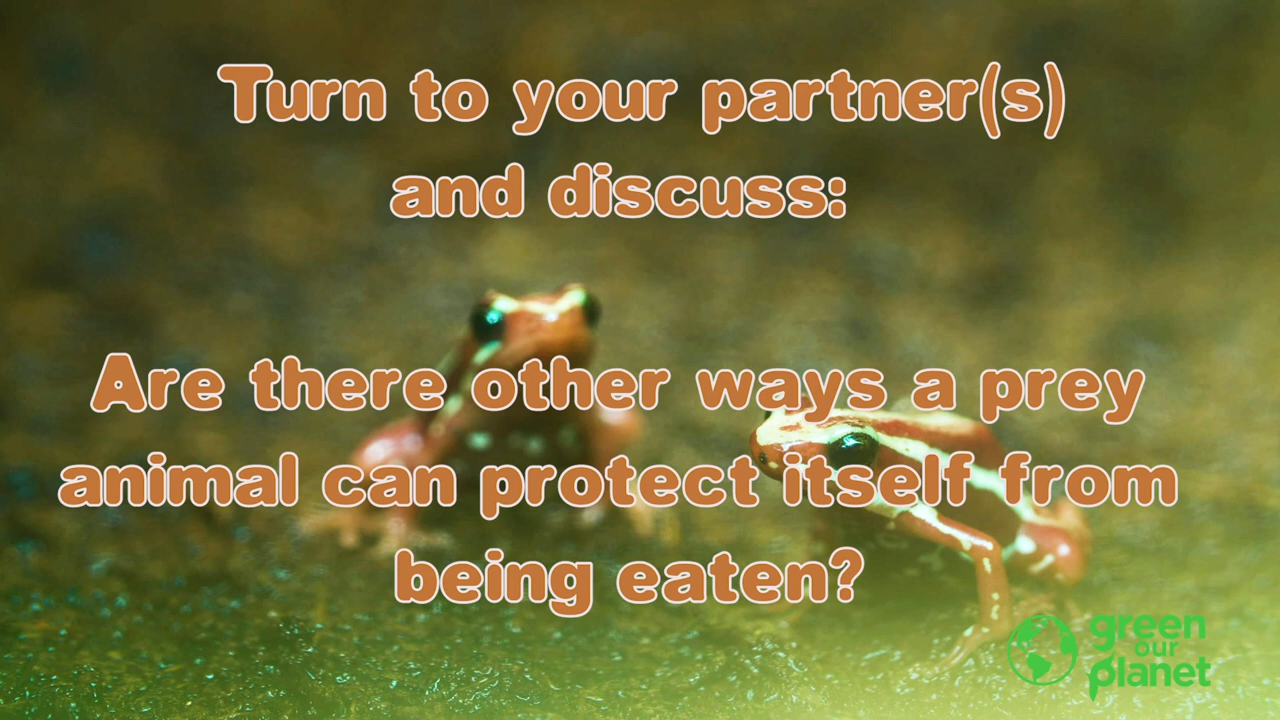 Turn to your partner(s)
and discuss:
Are there other ways a prey
animal can protect itself from
being eaten?
green
our
planet